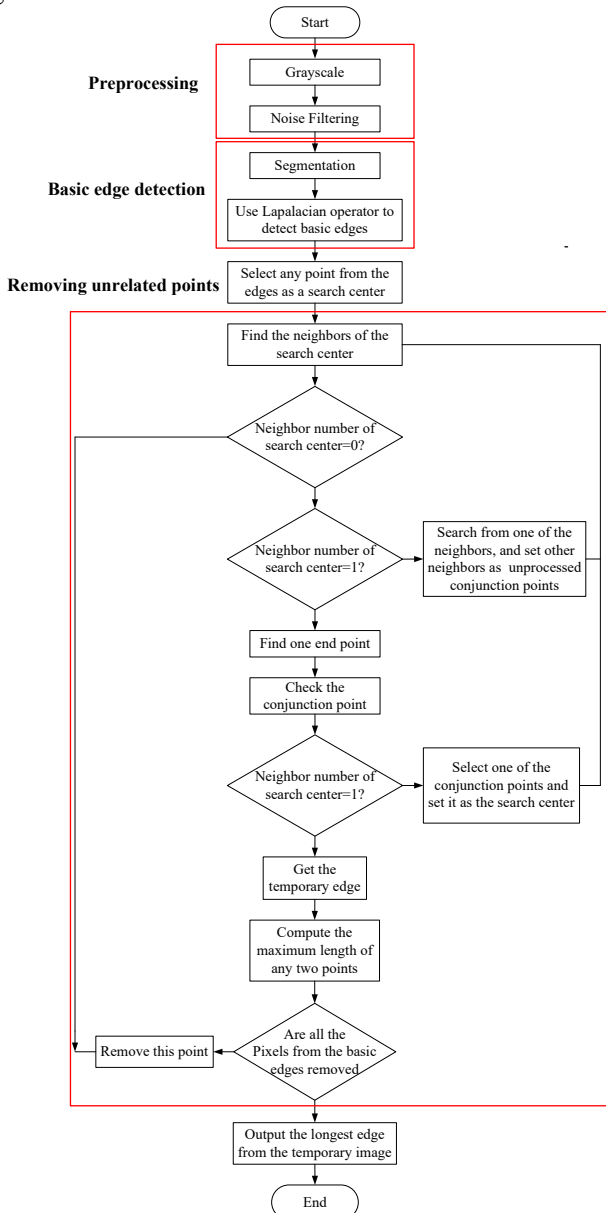 Start
Preprocessing
Grayscale
Noise Filtering
Basic edge detection
Segmentation
Use Lapalacian operator to
detect basic edges
Removing unrelated points
Select any point from the
edges as a search center
Find the neighbors of the
search center
Neighbor number of
search center=0?
Neighbor number of
search center=1?
Search from one of the
neighbors, and set other
neighbors as unprocessed
conjunction points
Find one end point
Check the
conjunction point
Neighbor number of
search center=1?
Select one of the
conjunction points and
set it as the search center
Get the
temporary edge
Compute the
maximum length of
any two points
Are all the
Pixels from the basic
edges removed
Remove this point
Output the longest edge
from the temporary image
End